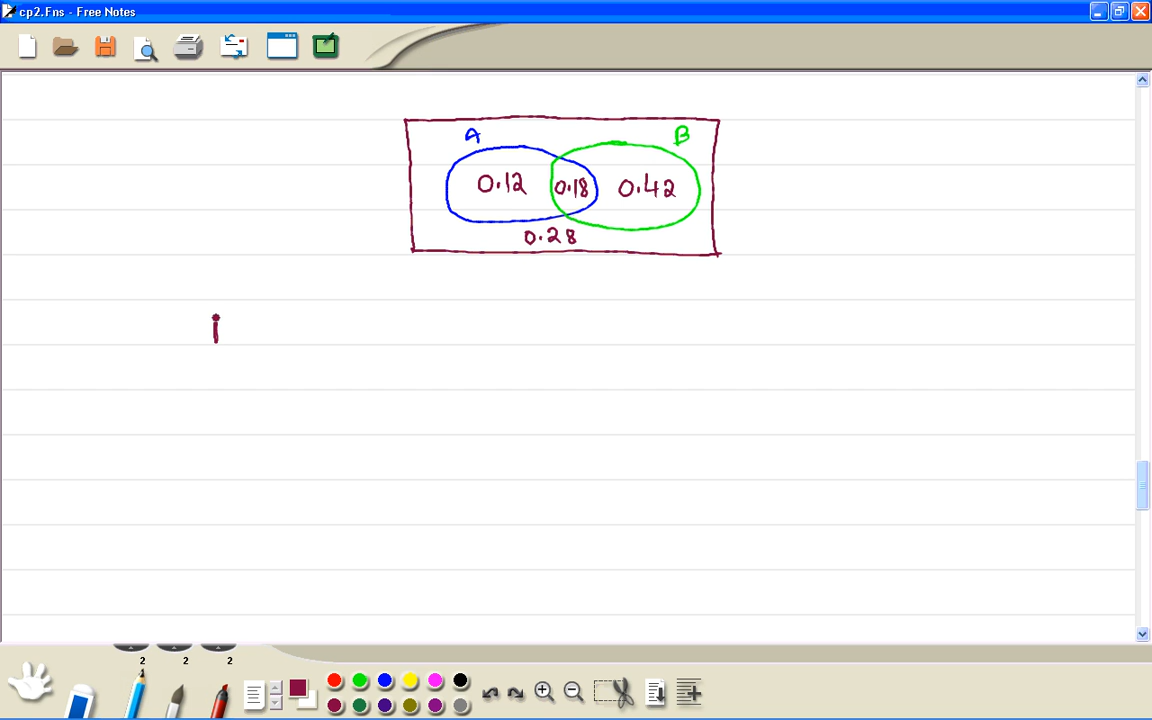 cp2.Fns - Free Notes
A B
0.12 0.18 0.42
0.28
i
2 2 2